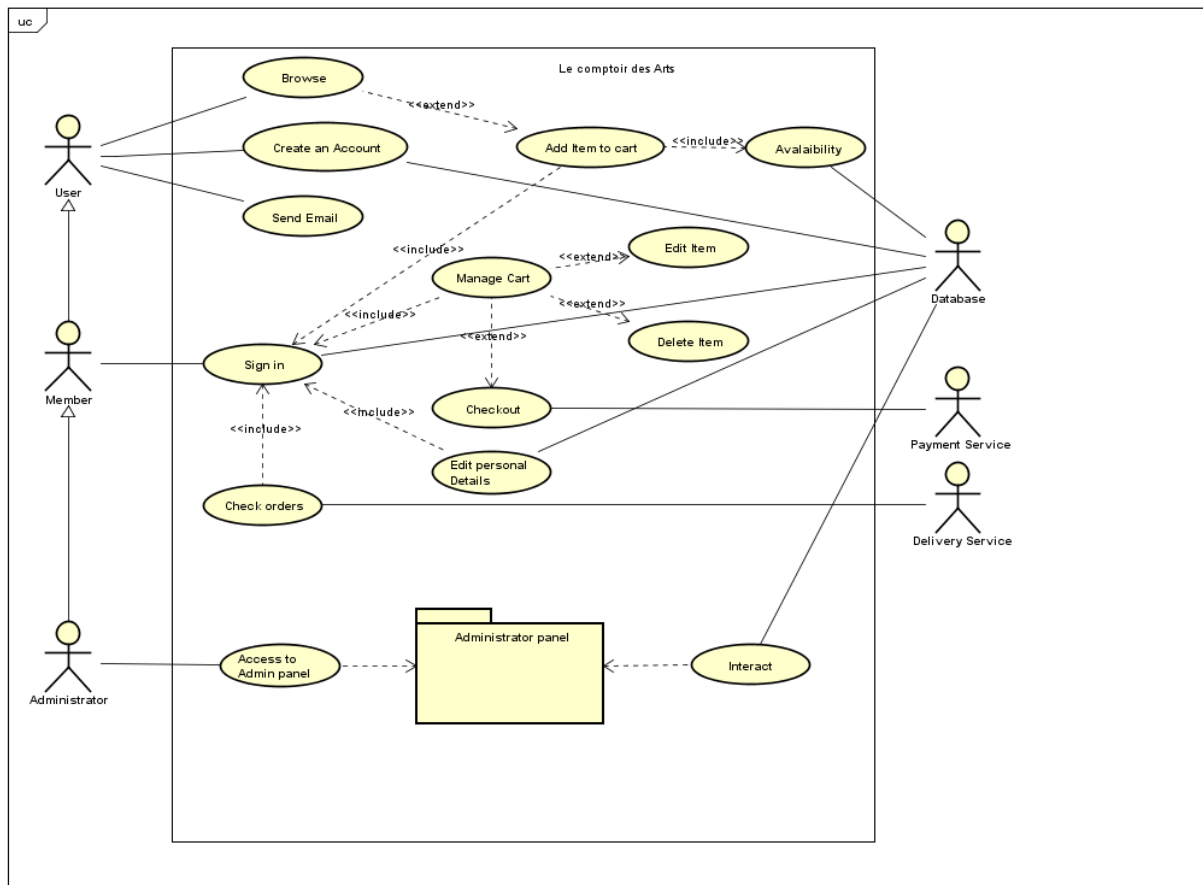 uc
Le comptoir des Arts
Browse
<<extend>>
Create an Account
Add Item to cart
<<include>>
Avalaibility
User
Send Email
<<include>>
Edit Item
<<extend>>
Manage Cart
Database
<<extend>>
<<include>>
<<extend>>
Delete Item
Sign in
Member
Checkout
<<include>>
<<include>>
Payment Service
Edit personal
Details
Check orders
Delivery Service
Administrator panel
Access to
Admin panel
Interact
Administrator